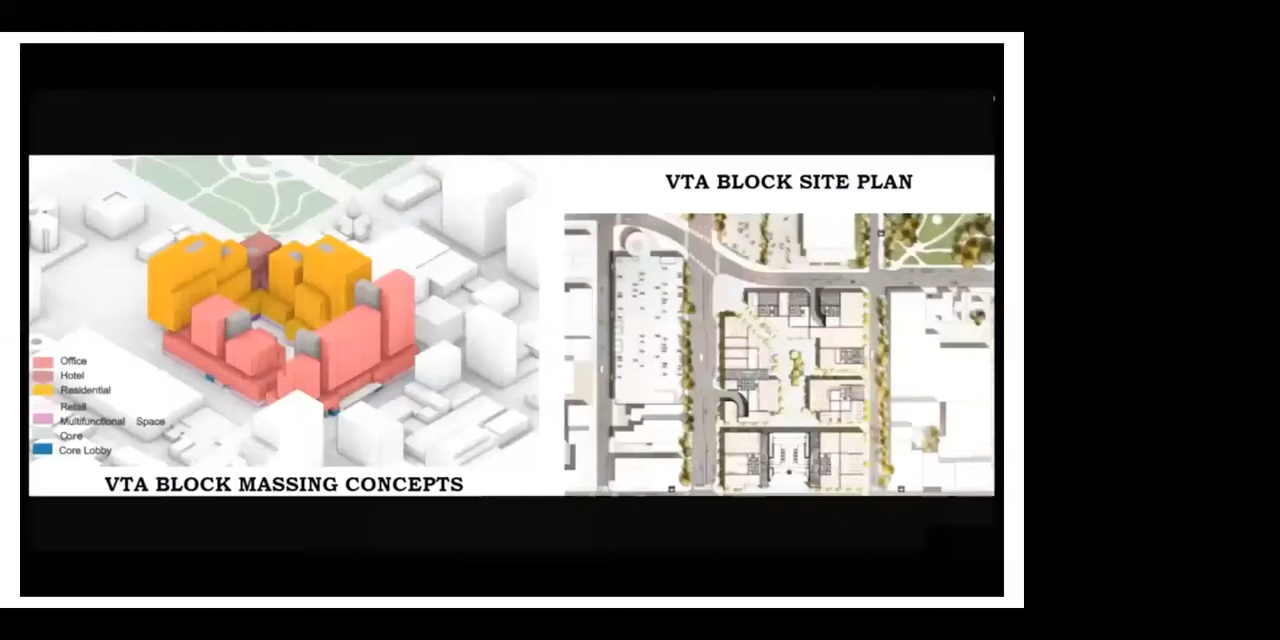 VTA BLOCK SITE PLAN
Office
Hotel
Residential
Retail
Multifunctional Space
Core
Core Lobby
VTA BLOCK MASSING CONCEPTS